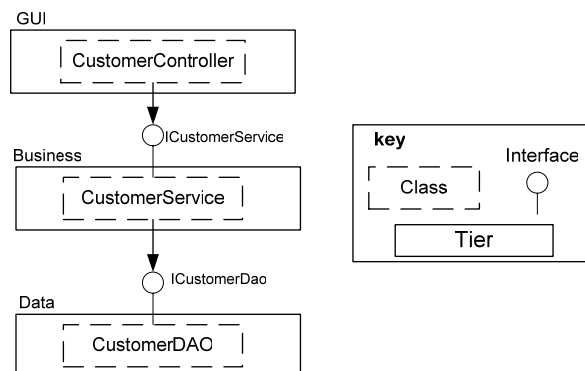 GUI
CustomerController
ICustomerService
Business
CustomerService
ICustomerDao
Data
CustomerDAO
key
Interface
Class
Tier